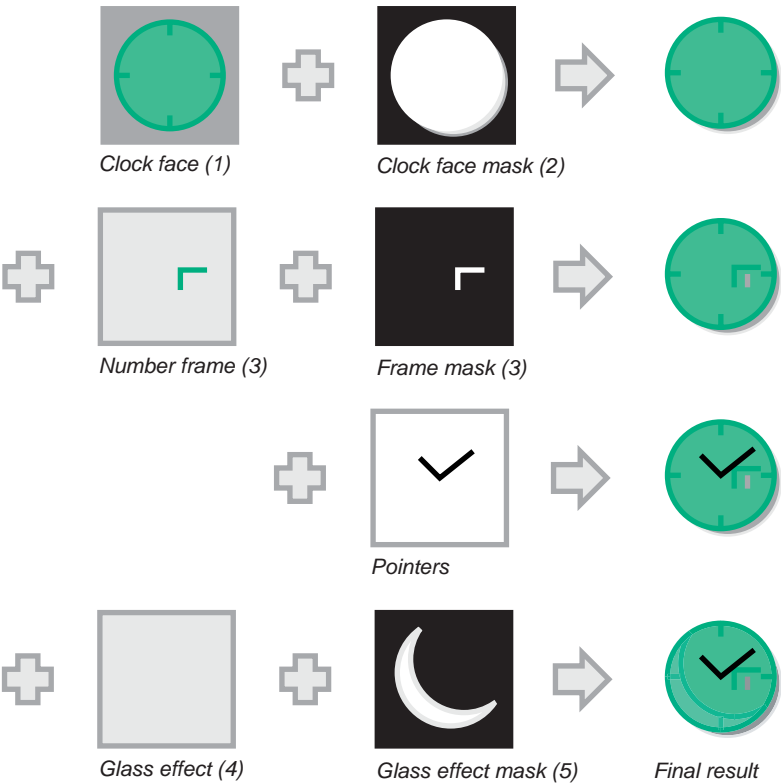 Clock face (1)
Clock face mask (2)
Number frame (3)
Frame mask (3)
Pointers
Glass effect (4)
Glass effect mask (5)
Final result